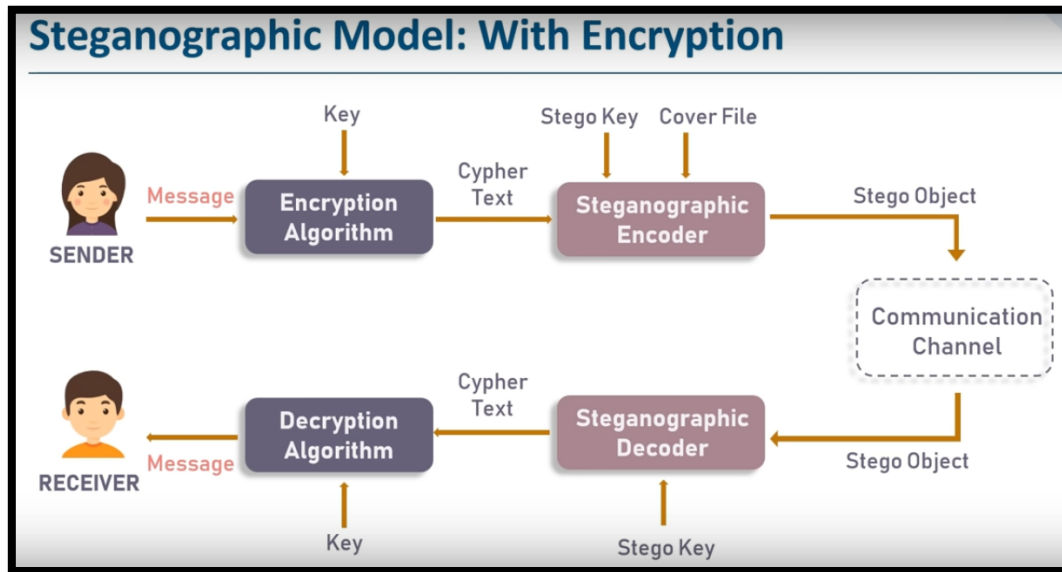 Steganographic Model: With Encryption
Key
Stego Key
Cover File
Message
Cypher
Text
Encryption
Algorithm
Steganographic
Encoder
Stego Object
SENDER
Communication
Channel
Cypher
Text
Decryption
Algorithm
Steganographic
Decoder
Message
Stego Object
RECEIVER
Key
Stego Key